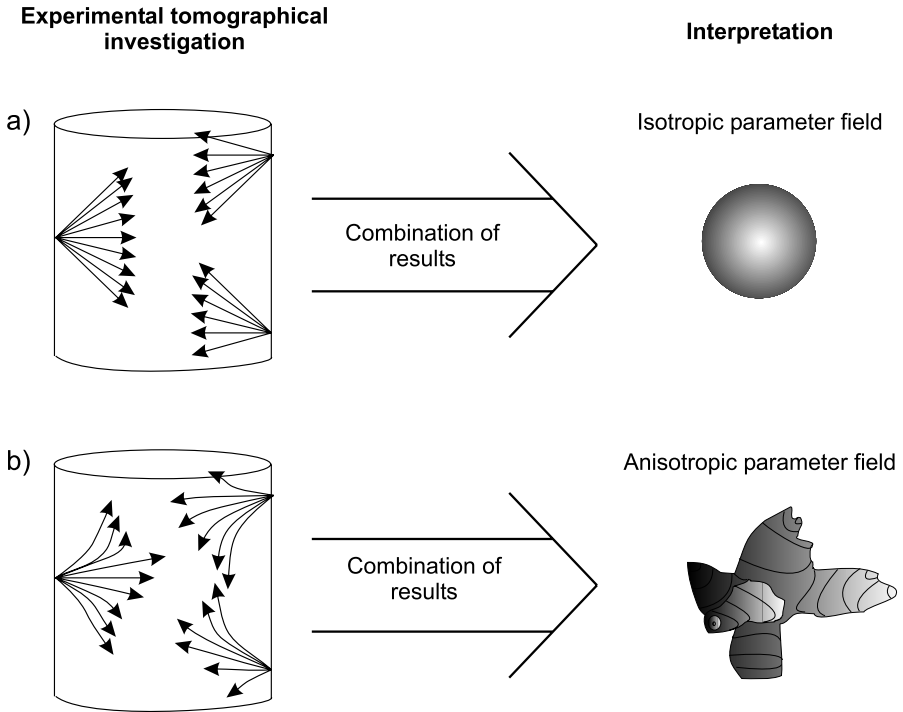 Experimental tomographical
investigation
Interpretation
a)
Isotropic parameter field
Combination of
results
b)
Anisotropic parameter field
Combination of
results